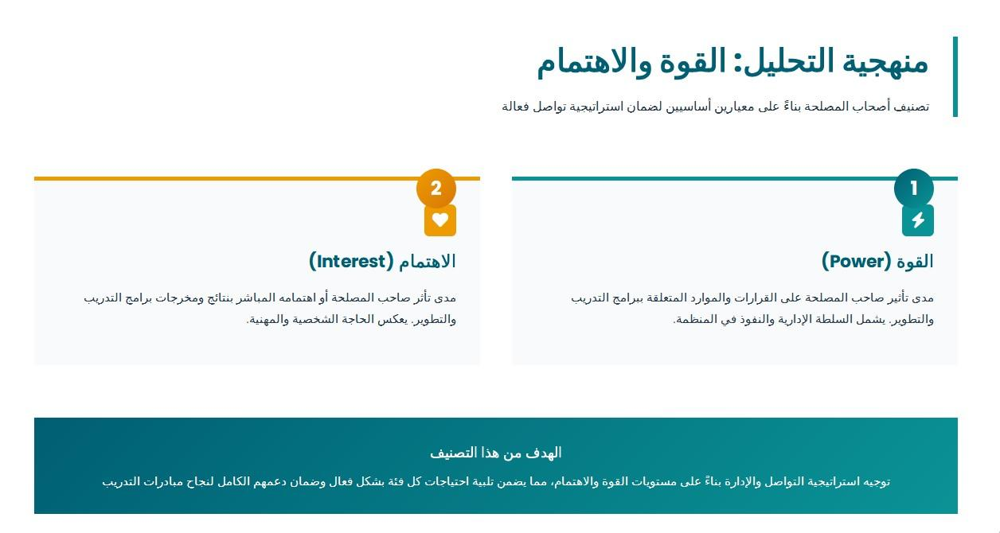 منهجية التحليل: القوة والاهتمام
تصنيف أصحاب المصلحة بناءً على معيارين أساسيين لضمان استراتيجية تواصل فعالة
1
القوة (Power)
مدى تأثير صاحب المصلحة على القرارات والموارد المتعلقة ببرامج التدريب
والتطوير. يشمل السلطة الإدارية والنفوذ في المنظمة.
2
الاهتمام (Interest)
مدى تأثر صاحب المصلحة أو اهتمامه المباشر بنتائج ومخرجات برامج التدريب
والتطوير. يعكس الحاجة الشخصية والمهنية.
الهدف من هذا التصنيف
توجيه استراتيجية التواصل والإدارة بناءً على مستويات القوة والاهتمام، مما يضمن تلبية احتياجات كل فئة بشكل فعال وضمان دعمهم الكامل لنجاح مبادرات التدريب